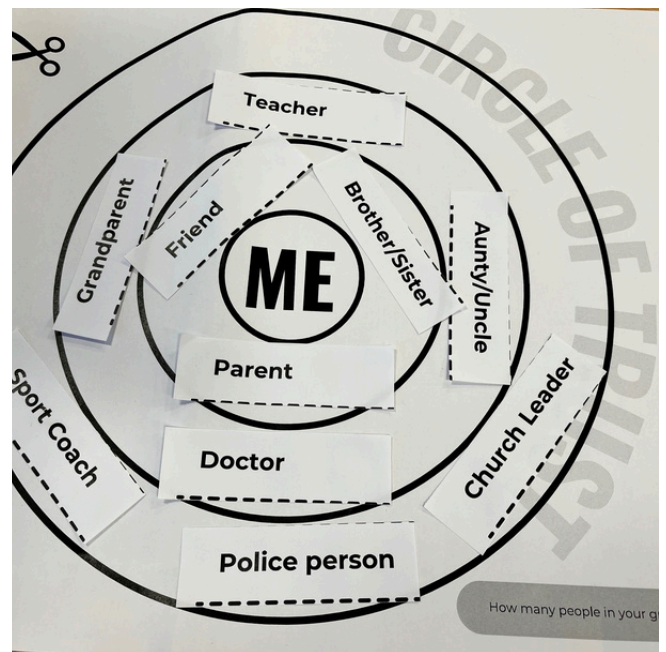 CIRCLE OF TRUST
Teacher
Grandparent
Friend
Brother/Sister
Aunty/Uncle
ME
Parent
Sport Coach
Doctor
Church Leader
Police person
How many people in your